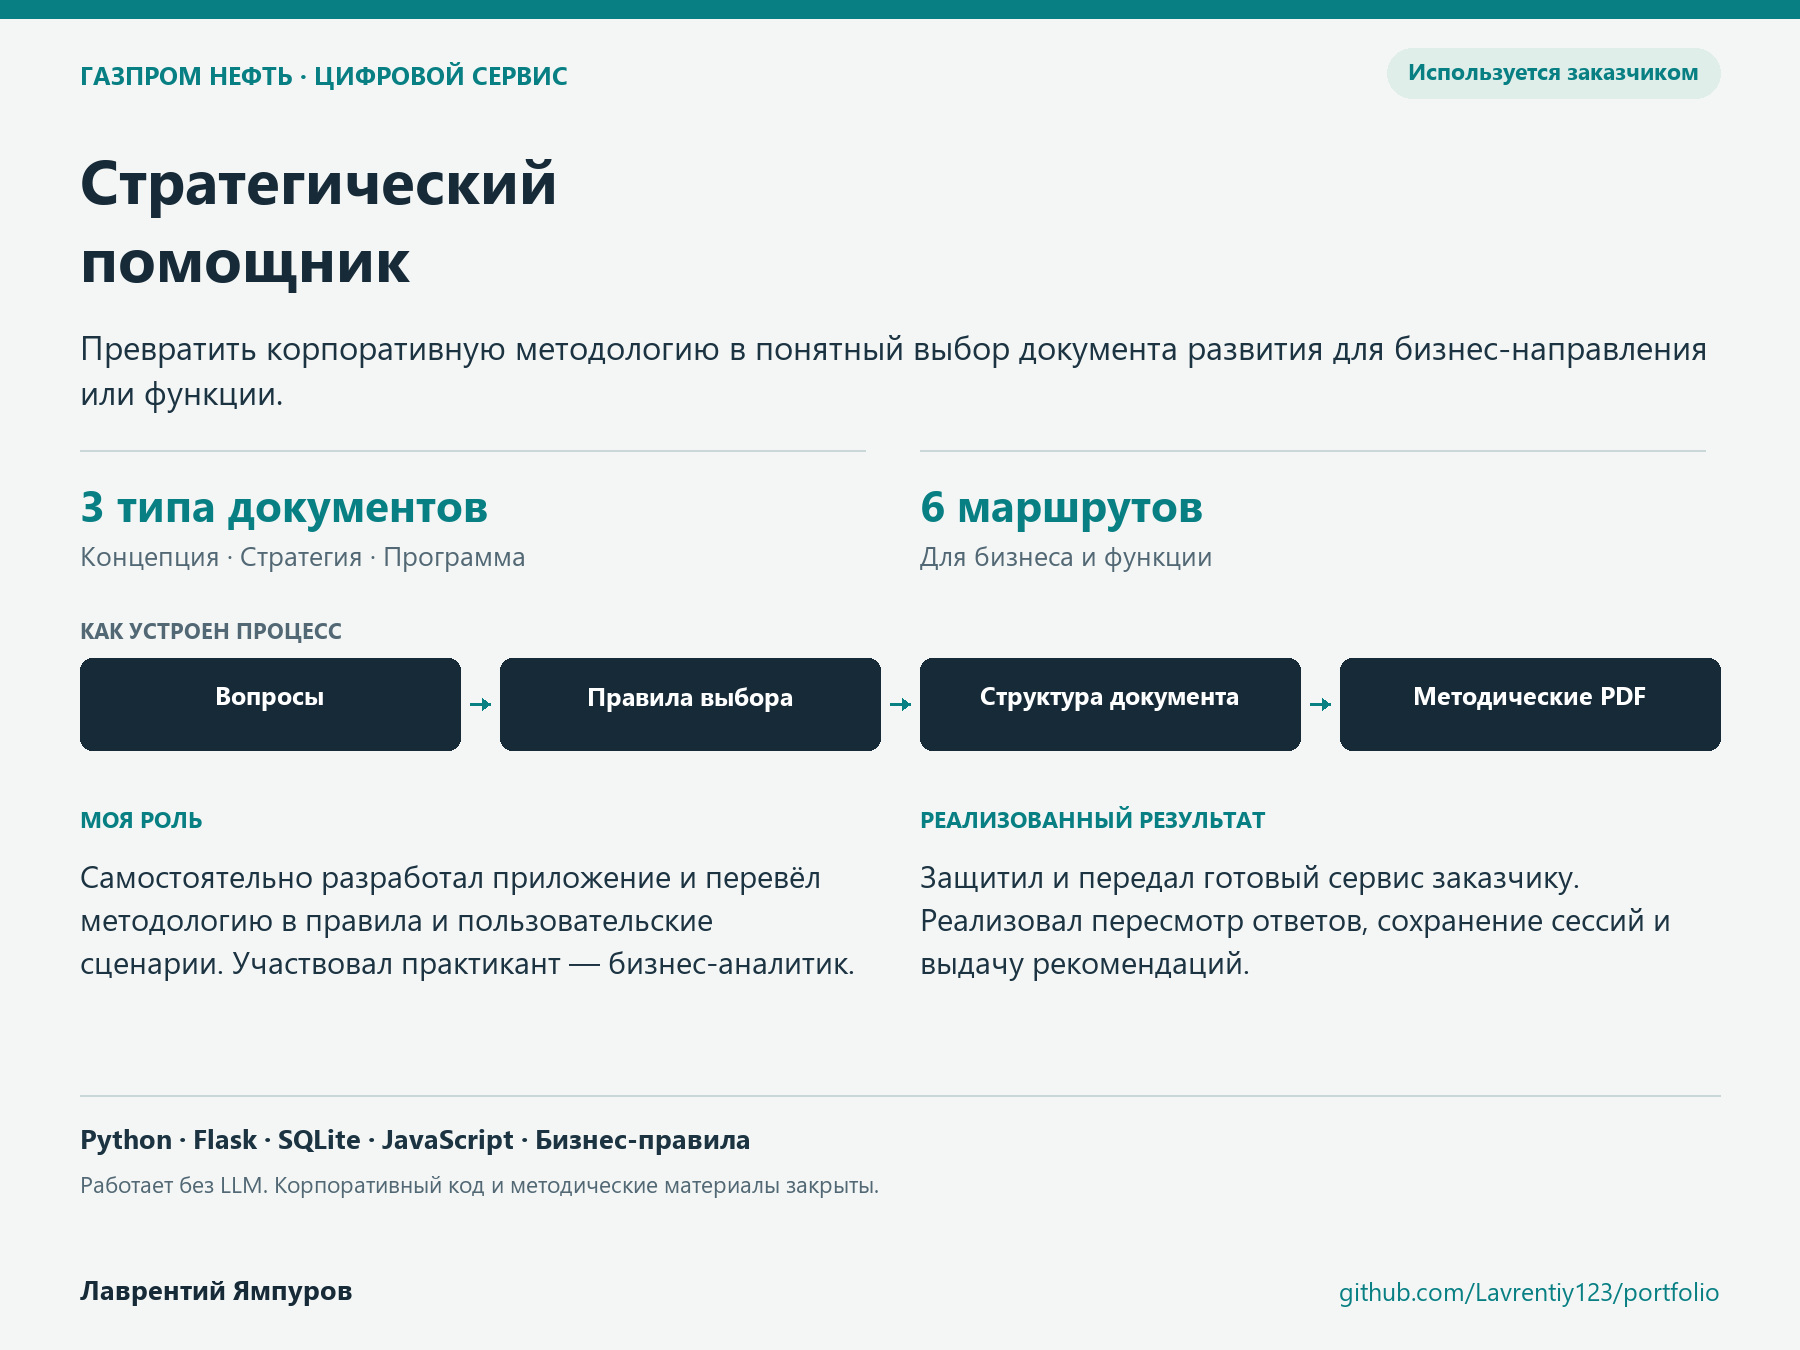 ГАЗПРОМ НЕФТЬ · ЦИФРОВОЙ СЕРВИС
Используется заказчиком
Стратегический
помощник
Превратить корпоративную методологию в понятный выбор документа развития для бизнес-направления
или функции.
3 типа документов
Концепция · Стратегия · Программа
6 маршрутов
Для бизнеса и функции
КАК УСТРОЕН ПРОЦЕСС
Вопросы
Правила выбора
Структура документа
Методические PDF
МОЯ РОЛЬ
Самостоятельно разработал приложение и перевёл
методологию в правила и пользовательские
сценарии. Участвовал практикант — бизнес-аналитик.
РЕАЛИЗОВАННЫЙ РЕЗУЛЬТАТ
Защитил и передал готовый сервис заказчику.
Реализовал пересмотр ответов, сохранение сессий и
выдачу рекомендаций.
Python · Flask · SQLite · JavaScript · Бизнес-правила
Работает без LLM. Корпоративный код и методические материалы закрыты.
Лаврентий Ямпуров
github.com/Lavrentiy123/portfolio